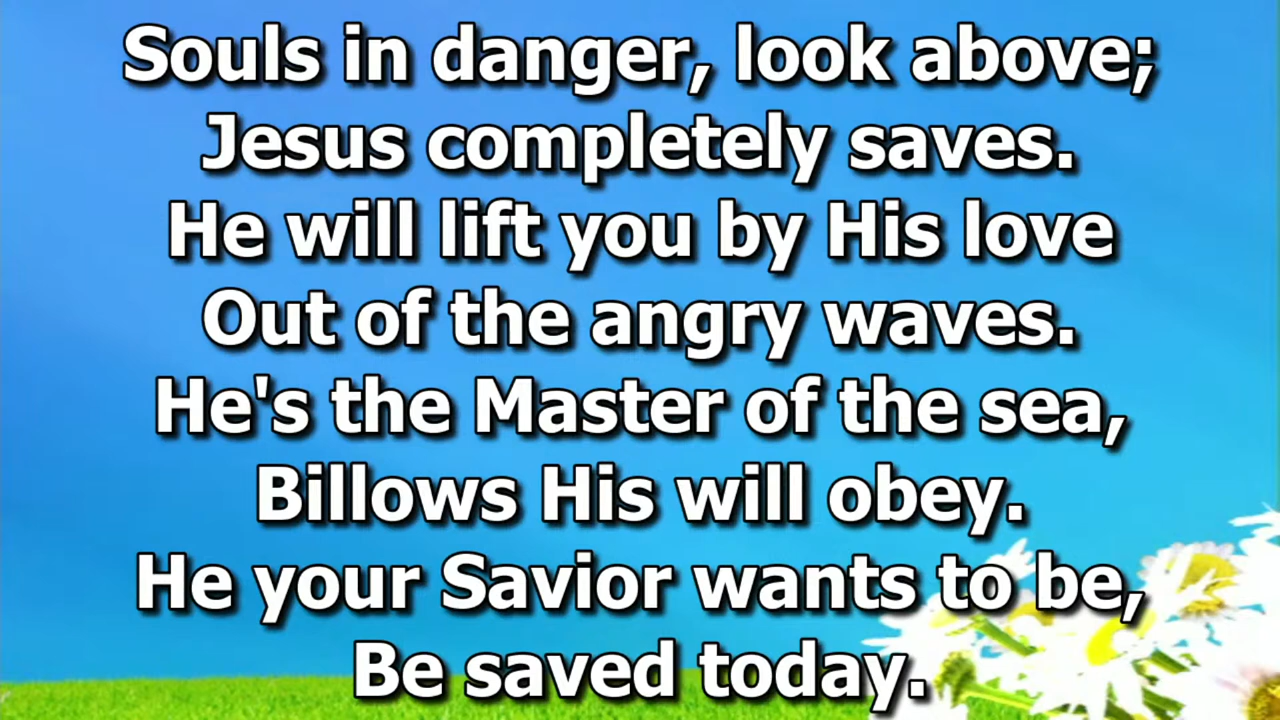 Souls in danger, look above;
Jesus completely saves.
He will lift you by His love
Out of the angry waves.
He's the Master of the sea,
Billows His will obey.
He your Savior wants to be,
Be saved today.